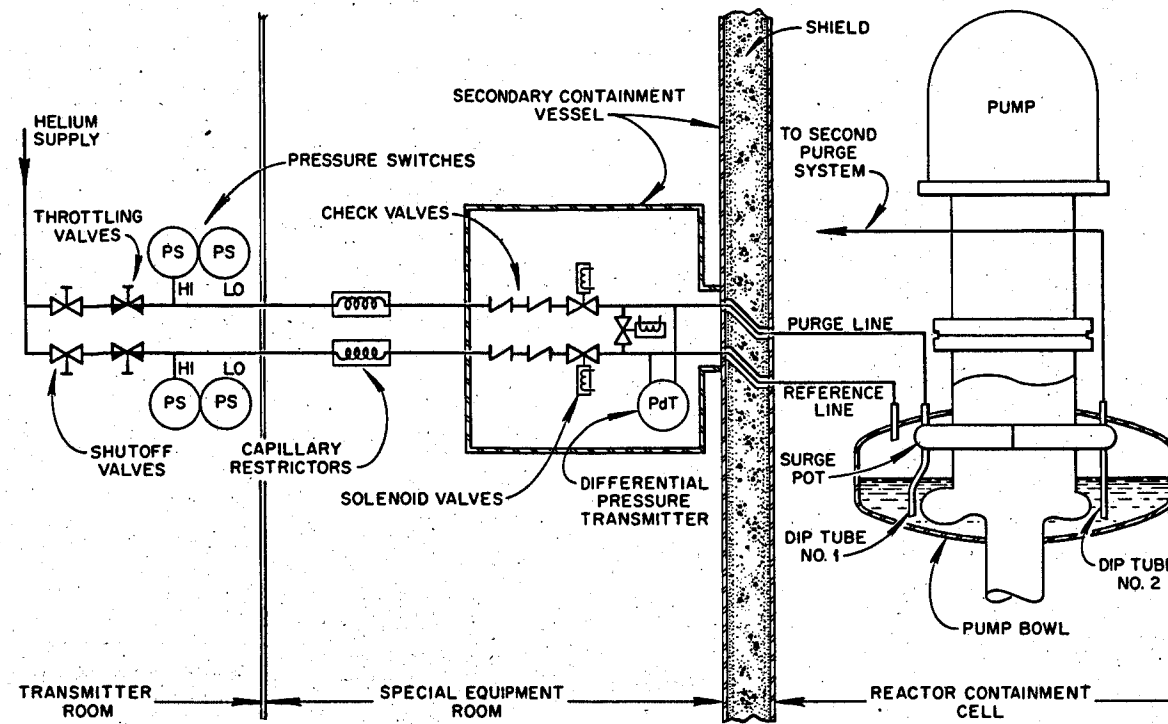 SHIELD
SECONDARY CONTAINMENT
VESSEL
PUMP
HELIUM
SUPPLY
TO SECOND
PURGE
SYSTEM
PRESSURE SWITCHES
THROTTLING
VALVES
CHECK VALVES
PS
PS
HI
LO
PURGE LINE
HI
LO
REFERENCE
LINE
PS
PS
PdT
SHUTOFF
VALVES
CAPILLARY
RESTRICTORS
SURGE
POT
SOLENOID VALVES
DIFFERENTIAL
PRESSURE
TRANSMITTER
DIP TUBE
NO. 1
DIP TUBE
NO. 2
PUMP BOWL
TRANSMITTER
ROOM
SPECIAL EQUIPMENT
ROOM
REACTOR CONTAINMENT
CELL